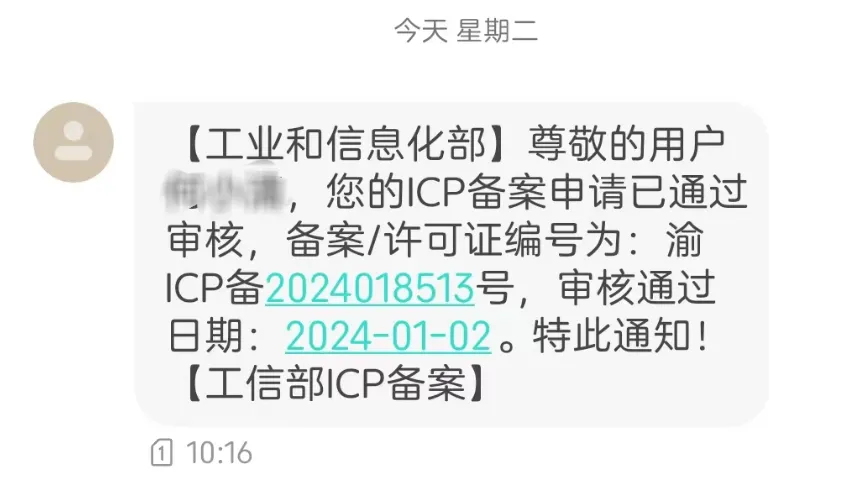 今天 星期二
【工业和信息化部】尊敬的用户
，您的ICP备案申请已通过
审核，备案/许可证编号为：渝
ICP备2024018513号，审核通过
日期：2024-01-02。特此通知！
【工信部ICP备案】
1 10:16